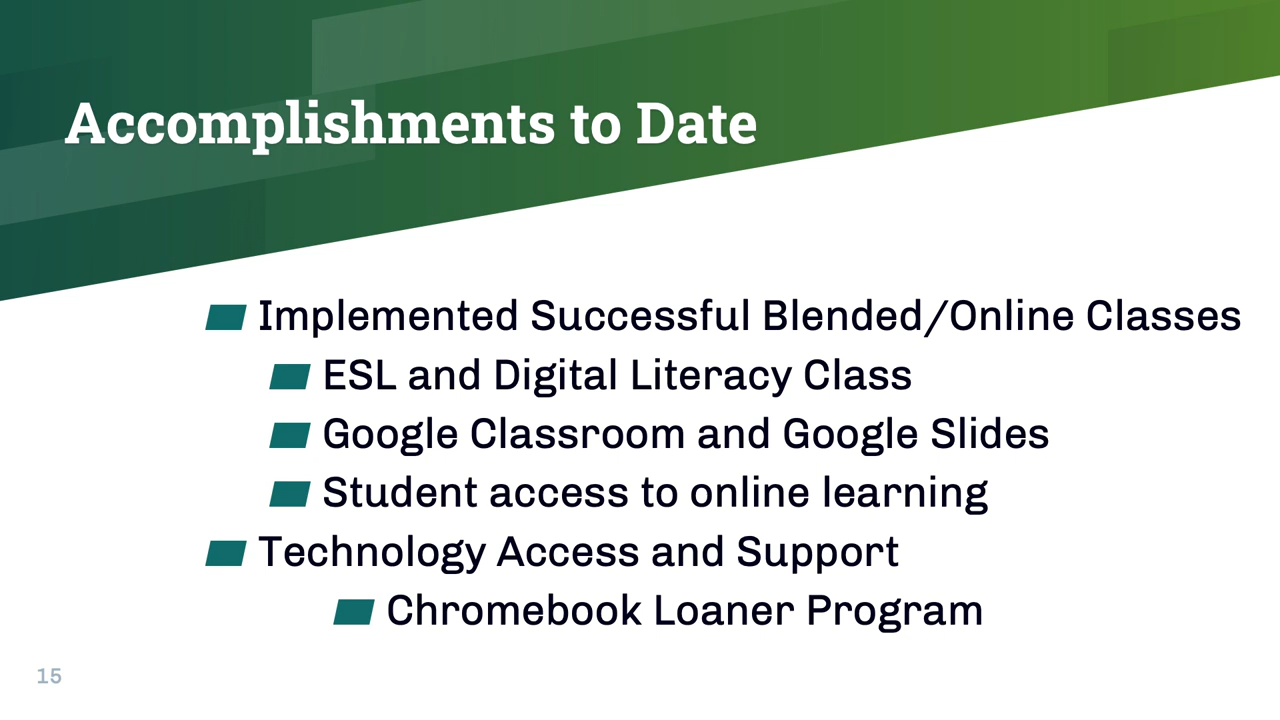 Accomplishments to Date
Implemented Successful Blended/Online Classes
ESL and Digital Literacy Class
Google Classroom and Google Slides
Student access to online learning
Technology Access and Support
Chromebook Loaner Program
15